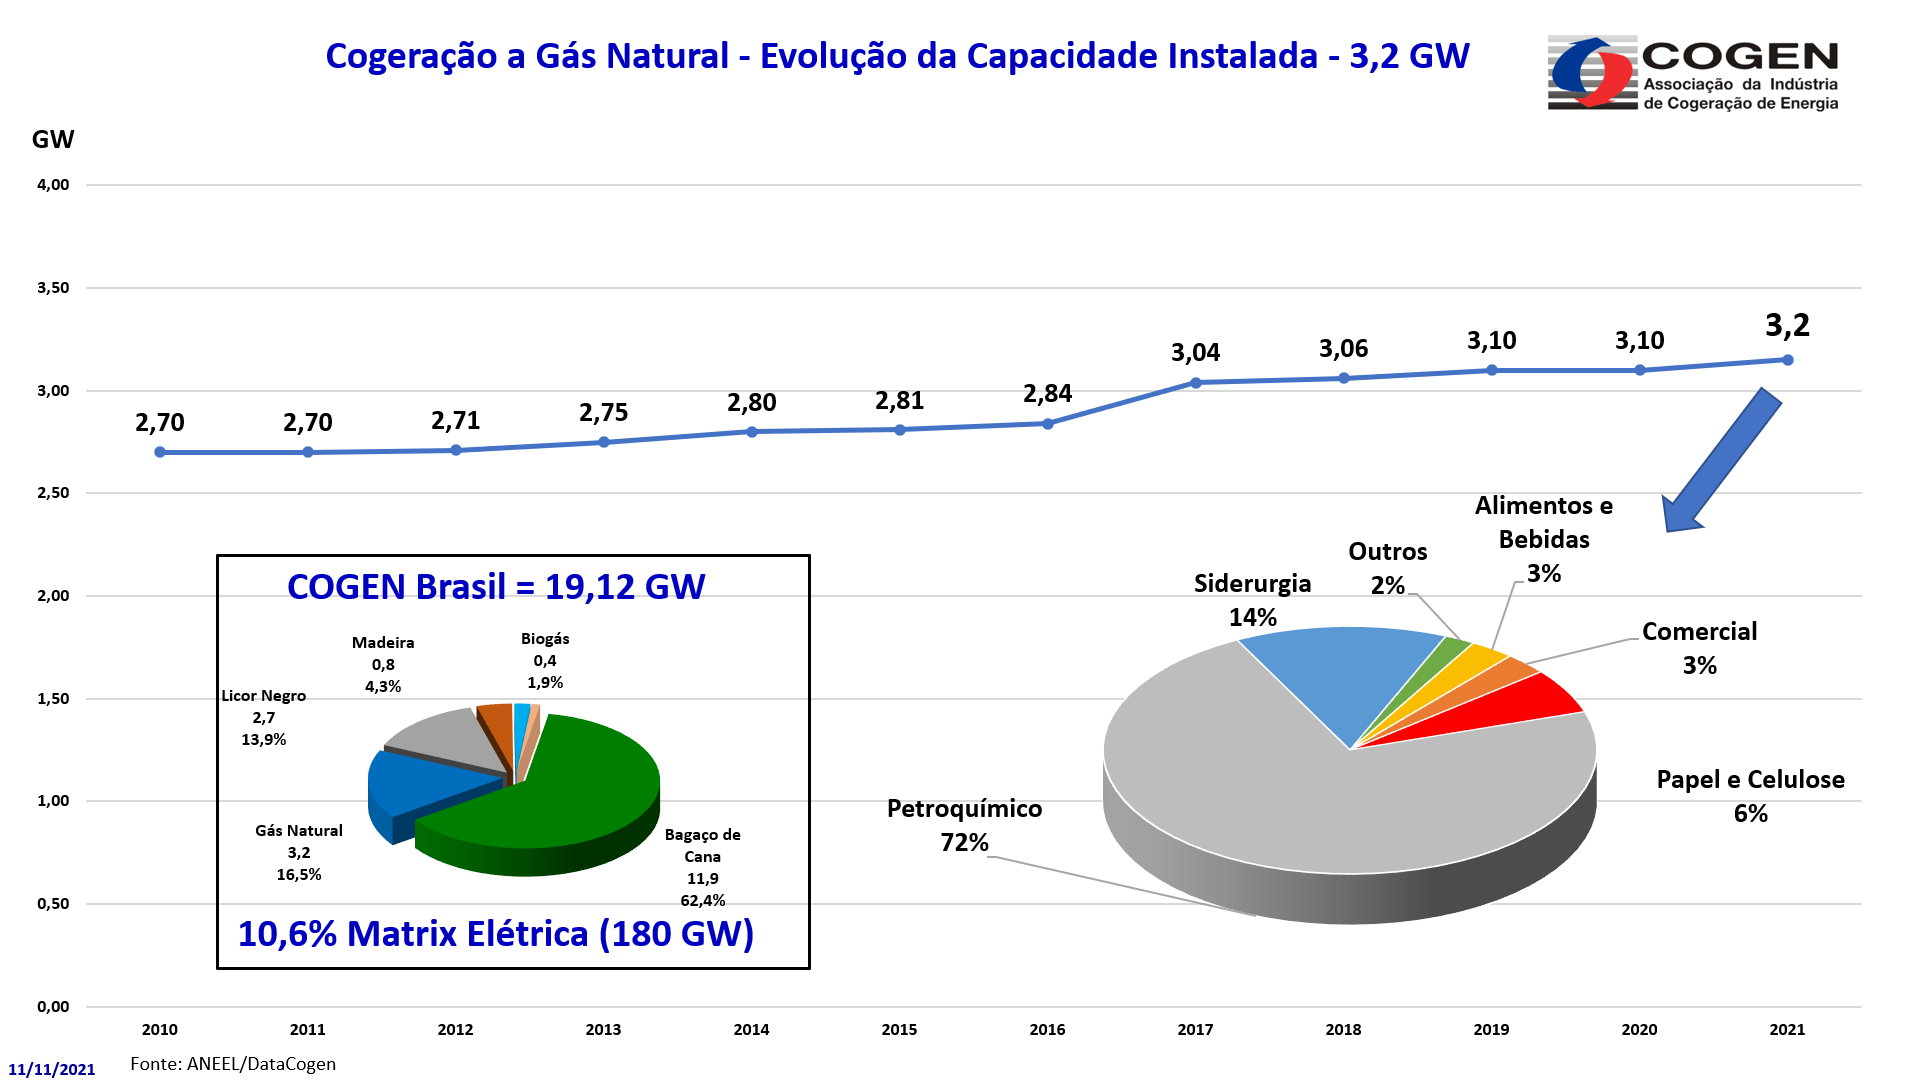 Cogeração a Gás Natural - Evolução da Capacidade Instalada - 3,2 GW
COGEN
Associação da Indústria
de Cogeração de Energia
GW
4,00
3,50
3,00
2,50
2,00
1,50
1,00
0,50
0,00
2,70
2,70
2,71
2,75
2,80
2,81
2,84
3,04
3,06
3,10
3,10
3,2
COGEN Brasil = 19,12 GW
Madeira
0,8
4,3%
Biogás
0,4
1,9%
Licor Negro
2,7
13,9%
Gás Natural
3,2
16,5%
Bagaço de
Cana
11,9
62,4%
10,6% Matrix Elétrica (180 GW)
Siderurgia
14%
Outros
2%
Alimentos e
Bebidas
3%
Comercial
3%
Papel e Celulose
6%
Petroquímico
72%
2010
2011
2012
2013
2014
2015
2016
2017
2018
2019
2020
2021
11/11/2021
Fonte: ANEEL/DataCogen